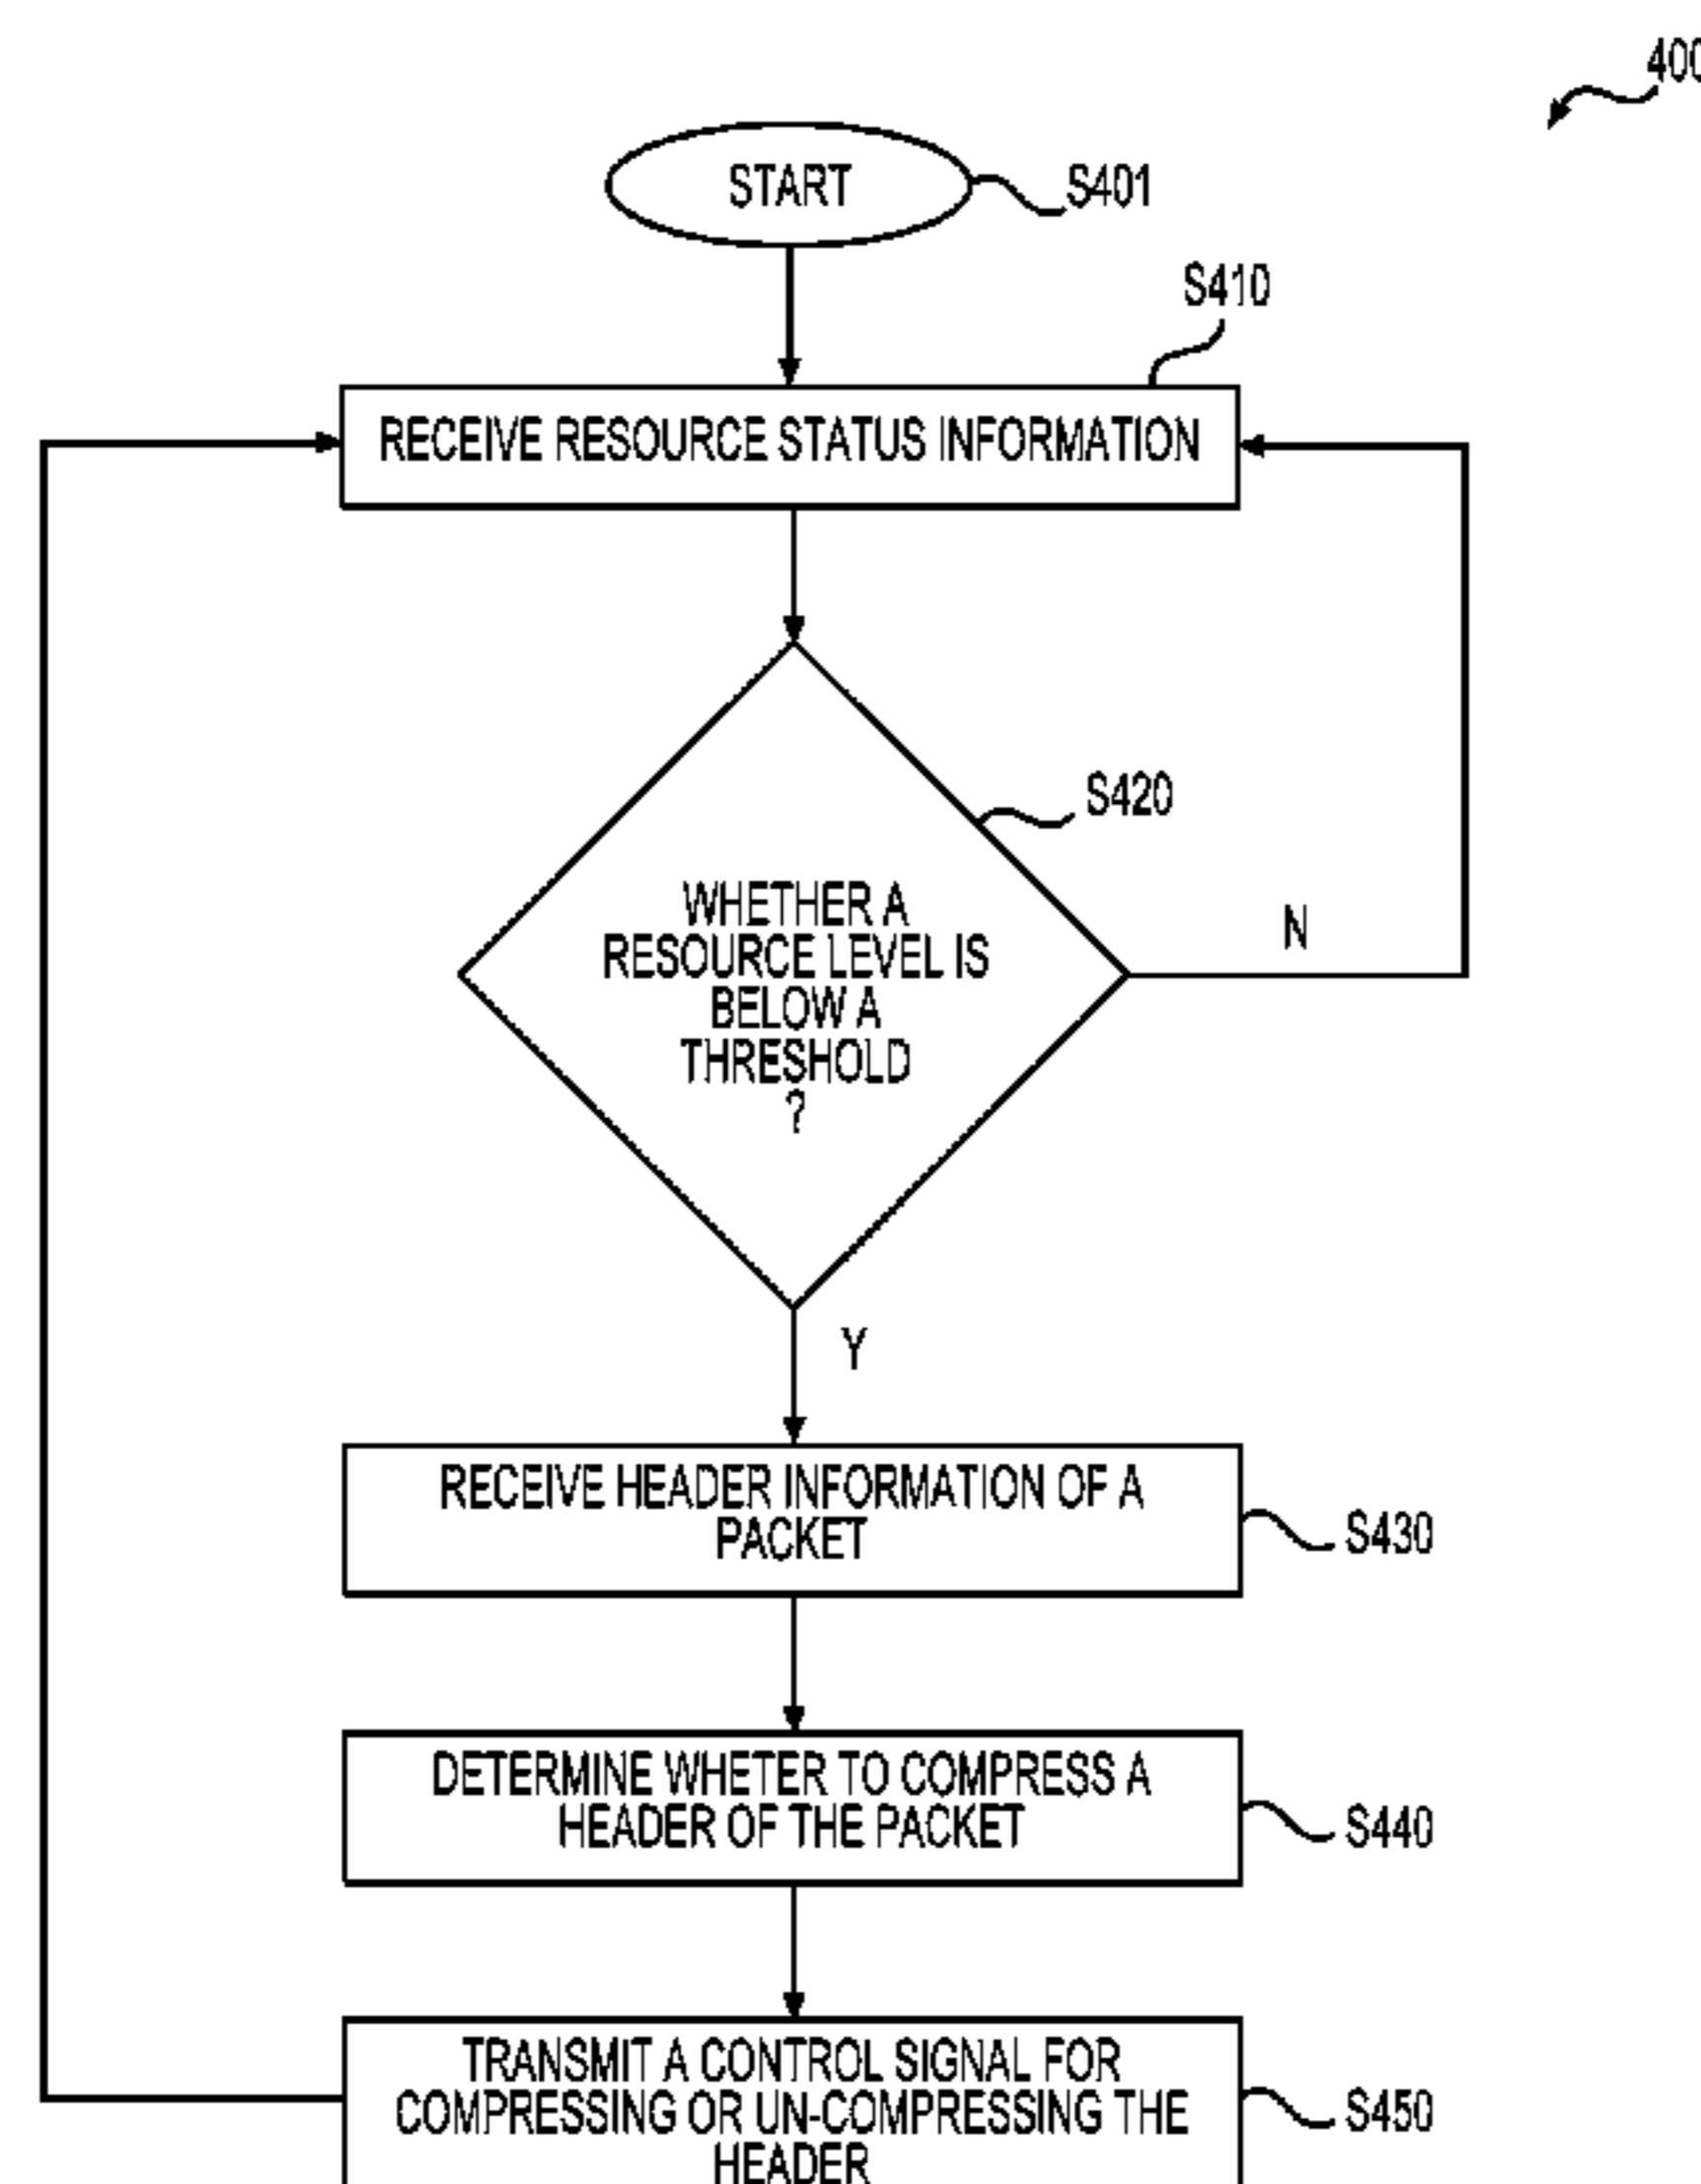 400
START
S401
S410
RECEIVE RESOURCE STATUS INFORMATION
S420
WHETHER A
RESOURCE LEVEL IS
BELOW A
THRESHOLD
?
N
Y
RECEIVE HEADER INFORMATION OF A
PACKET
S430
DETERMINE WHETER TO COMPRESS A
HEADER OF THE PACKET
S440
TRANSMIT A CONTROL SIGNAL FOR
COMPRESSING OR UN-COMPRESSING THE
HEADER
S450